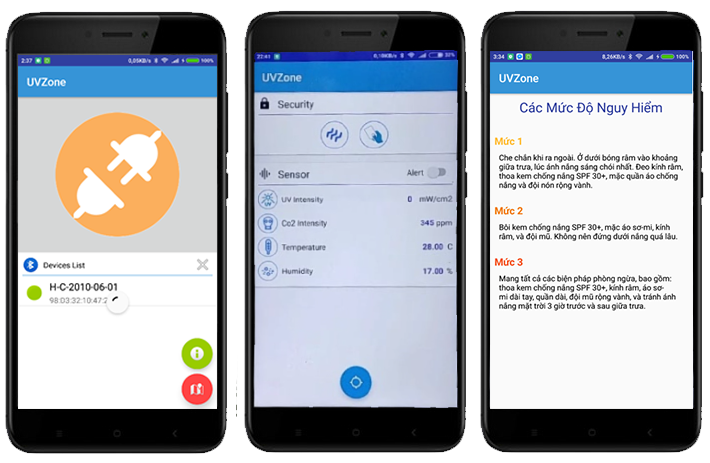 2:37 0,05KB/s 100%
UVZone
Devices List
H-C-2010-06-01
98:03:32:10:47:2
22:41 0,18KB/s
UVZone
Security
Sensor Alert
UV Intensity 0 mW/cm2
Co2 Intensity 345 ppm
Temperature 28.00 C
Humidity 17.00 %
3:34 8,26KB/s 100%
UVZone
Các Mức Độ Nguy Hiểm
Mức 1
Che chắn khi ra ngoài. Ở dưới bóng râm vào khoảng
giữa trưa, lúc ánh nắng sáng chói nhất. Đeo kính râm,
thoa kem chống nắng SPF 30+, mặc quần áo chống
nắng và đội nón rộng vành.
Mức 2
Bôi kem chống nắng SPF 30+, mặc áo sơ-mi, kính
râm, và đội mũ. Không nên đứng dưới nắng quá lâu.
Mức 3
Mang tất cả các biện pháp phòng ngừa, bao gồm:
thoa kem chống nắng SPF 30+, kính râm, áo sơ-
mi dài tay, quần dài, đội mũ rộng vành, và tránh ánh
nắng mặt trời 3 giờ trước và sau giữa trưa.